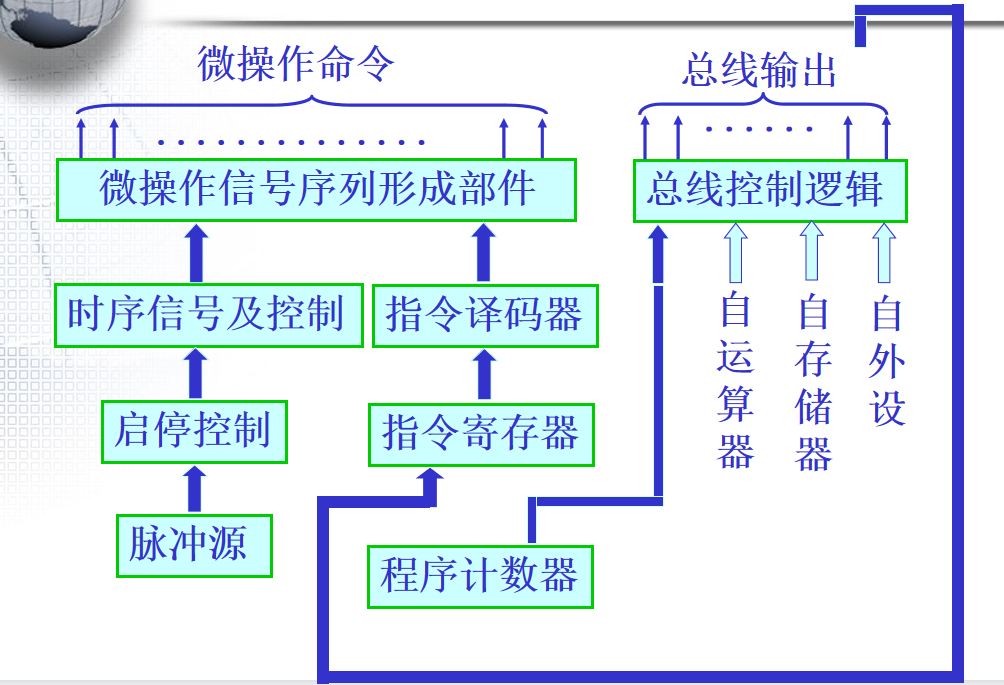 微操作命令
总线输出
微操作信号序列形成部件
总线控制逻辑
时序信号及控制
指令译码器
自运算器
自存储器
自外设
启停控制
指令寄存器
脉冲源
程序计数器